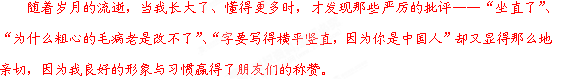 随着岁月的流逝，当我长大了、懂得更多时，才发现那些严厉的批评——“坐直了”、
“为什么粗心的毛病老是改不了”、“字要写得横平竖直，因为你是中国人”却又显得那么地
亲切，因为我良好的形象与习惯赢得了朋友们的称赞。